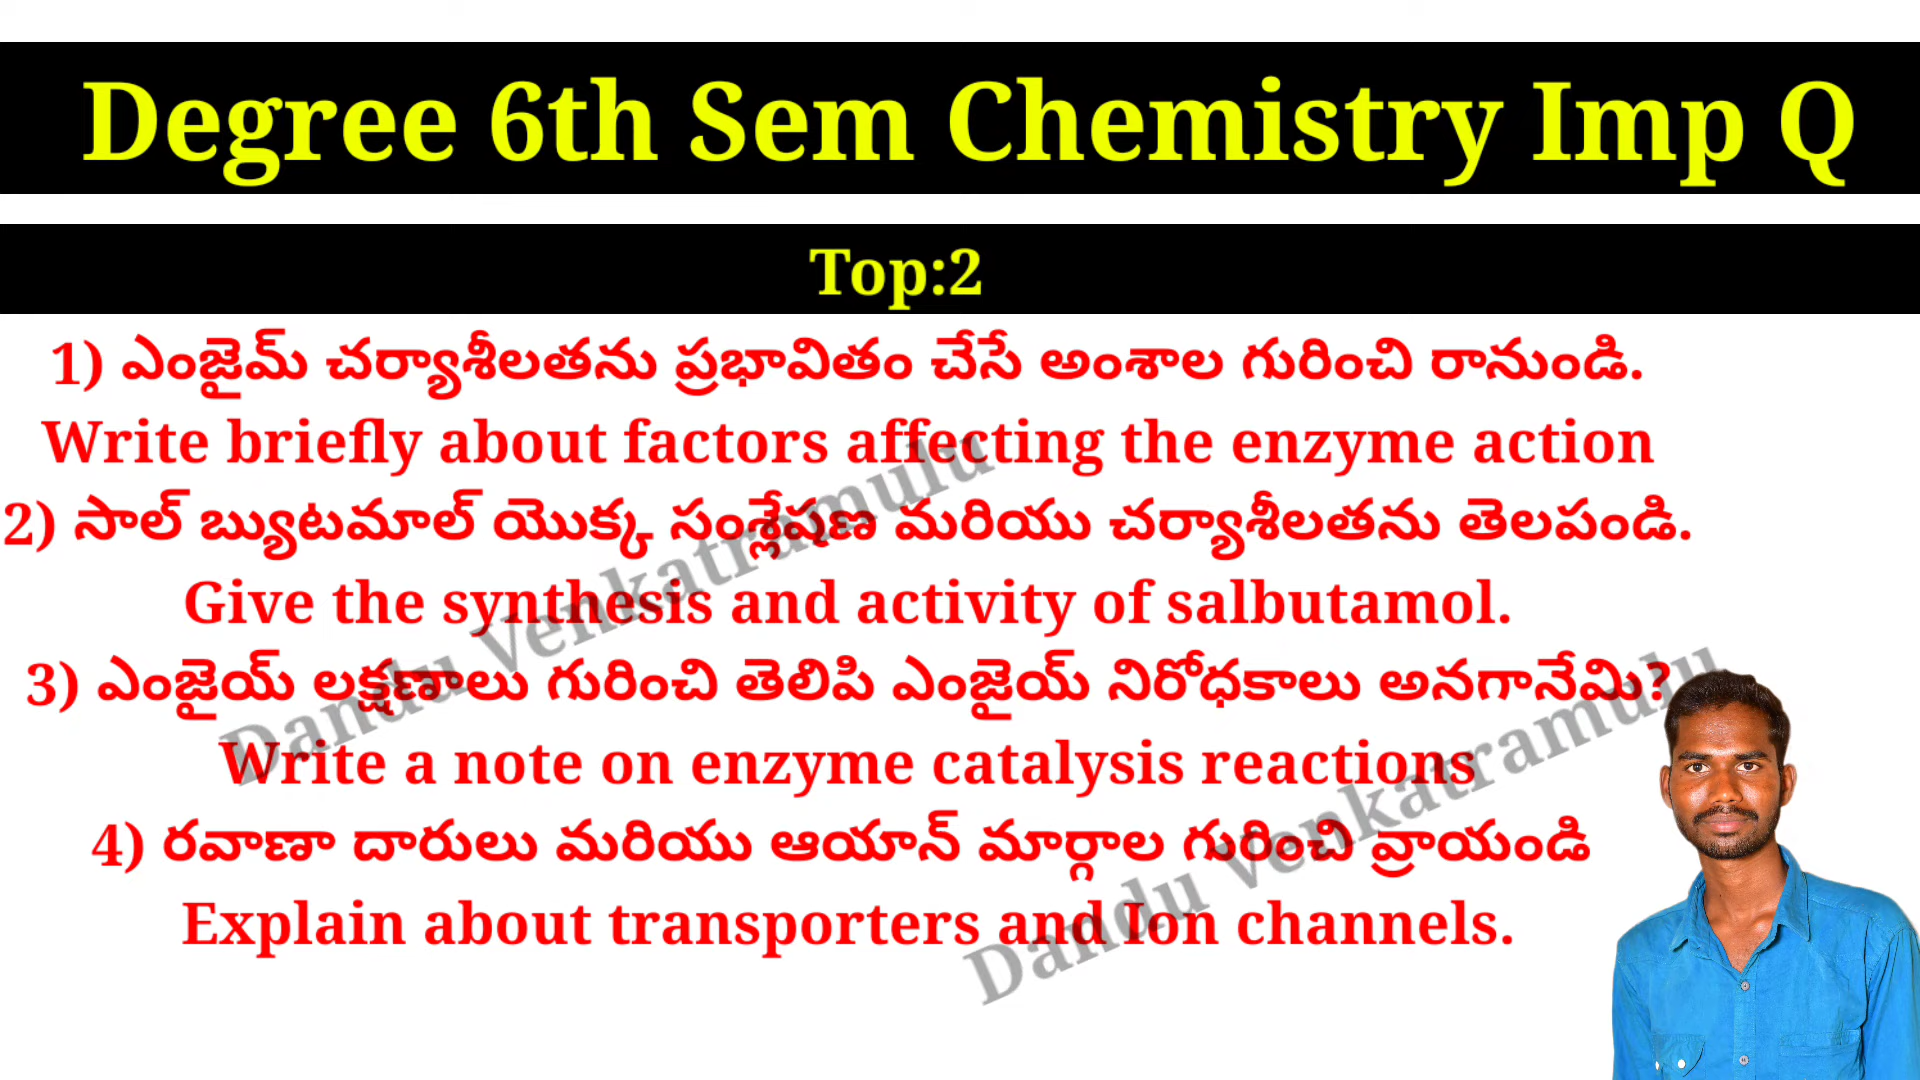 Degree 6th Sem Chemistry Imp Q
Top:2
1) ఎంజైమ్ చర్యాశీలతను ప్రభావితం చేసే అంశాల గురించి రానుండి.
Write briefly about factors affecting the enzyme action
2) సాల్ బ్యుటమాల్ యొక్క సంశ్లేషణ మరియు చర్యాశీలతను తెలపండి.
Give the synthesis and activity of salbutamol.
3) ఎంజైయ్ లక్షణాలు గురించి తెలిపి ఎంజైయ్ నిరోధకాలు అనగానేమి?
Write a note on enzyme catalysis reactions
4) రవాణా దారులు మరియు ఆయాన్ మార్గాల గురించి వ్రాయండి
Explain about transporters and Ion channels.
Dandu Venkatramulu
Dandu Venkatramulu